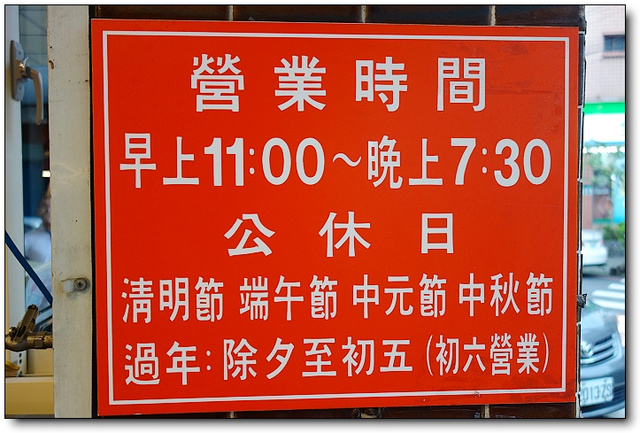 營業時間
早上11:00~晚上7:30
公休日
清明節 端午節 中元節 中秋節
過年:除夕至初五(初六營業)